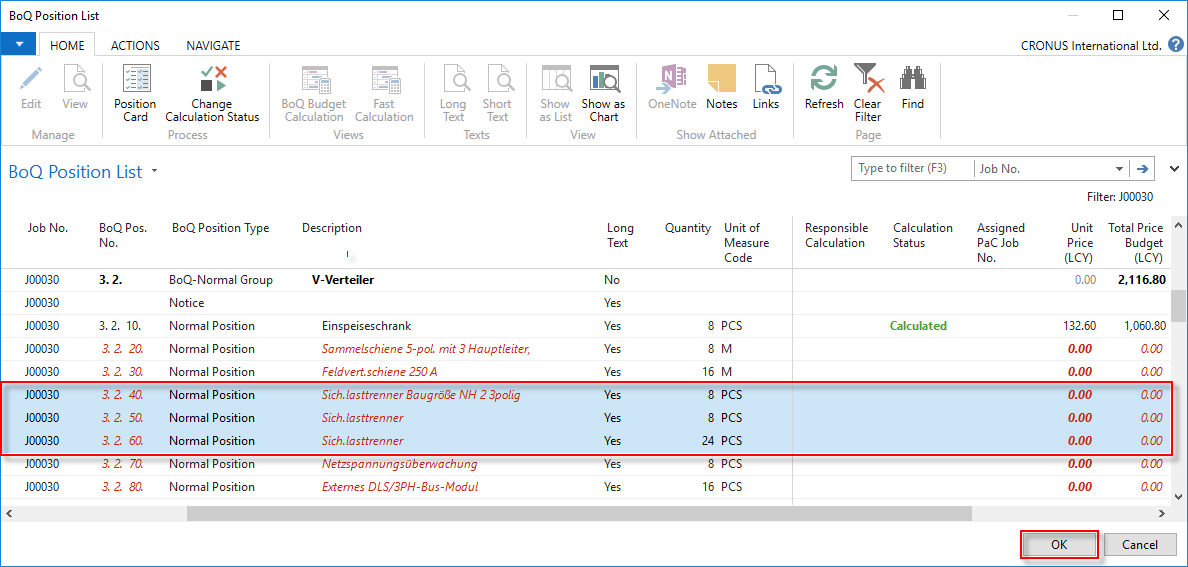 BoQ Position List
HOME ACTIONS NAVIGATE CRONUS International Ltd. ?
Edit View Position Card Change Calculation Status BoQ Budget Calculation Fast Calculation Long Text Short Text Show as List Show as Chart OneNote Notes Links Refresh Clear Filter Find
Manage Process Views Texts View Show Attached Page
BoQ Position List Type to filter (F3) Job No.
Filter: J00030
Job No. BoQ Pos. No. BoQ Position Type Description Long Text Quantity Unit of Measure Code Responsible Calculation Calculation Status Assigned PaC Job No. Unit Price (LCY) Total Price Budget (LCY)
J00030 3. 2. BoQ-Normal Group V-Verteiler No 0.00 2,116.80
J00030 Notice Yes
J00030 3. 2. 10. Normal Position Einspeiseschrank Yes 8 PCS Calculated 132.60 1,060.80
J00030 3. 2. 20. Normal Position Sammelschiene 5-pol. mit 3 Hauptleiter, Yes 8 M 0.00 0.00
J00030 3. 2. 30. Normal Position Feldvert.schiene 250 A Yes 16 M 0.00 0.00
J00030 3. 2. 40. Normal Position Sich.lasttrenner Baugröße NH 2 3polig Yes 8 PCS 0.00 0.00
J00030 3. 2. 50. Normal Position Sich.lasttrenner Yes 8 PCS 0.00 0.00
J00030 3. 2. 60. Normal Position Sich.lasttrenner Yes 24 PCS 0.00 0.00
J00030 3. 2. 70. Normal Position Netzspannungsüberwachung Yes 8 PCS 0.00 0.00
J00030 3. 2. 80. Normal Position Externes DLS/3PH-Bus-Modul Yes 16 PCS 0.00 0.00
OK Cancel